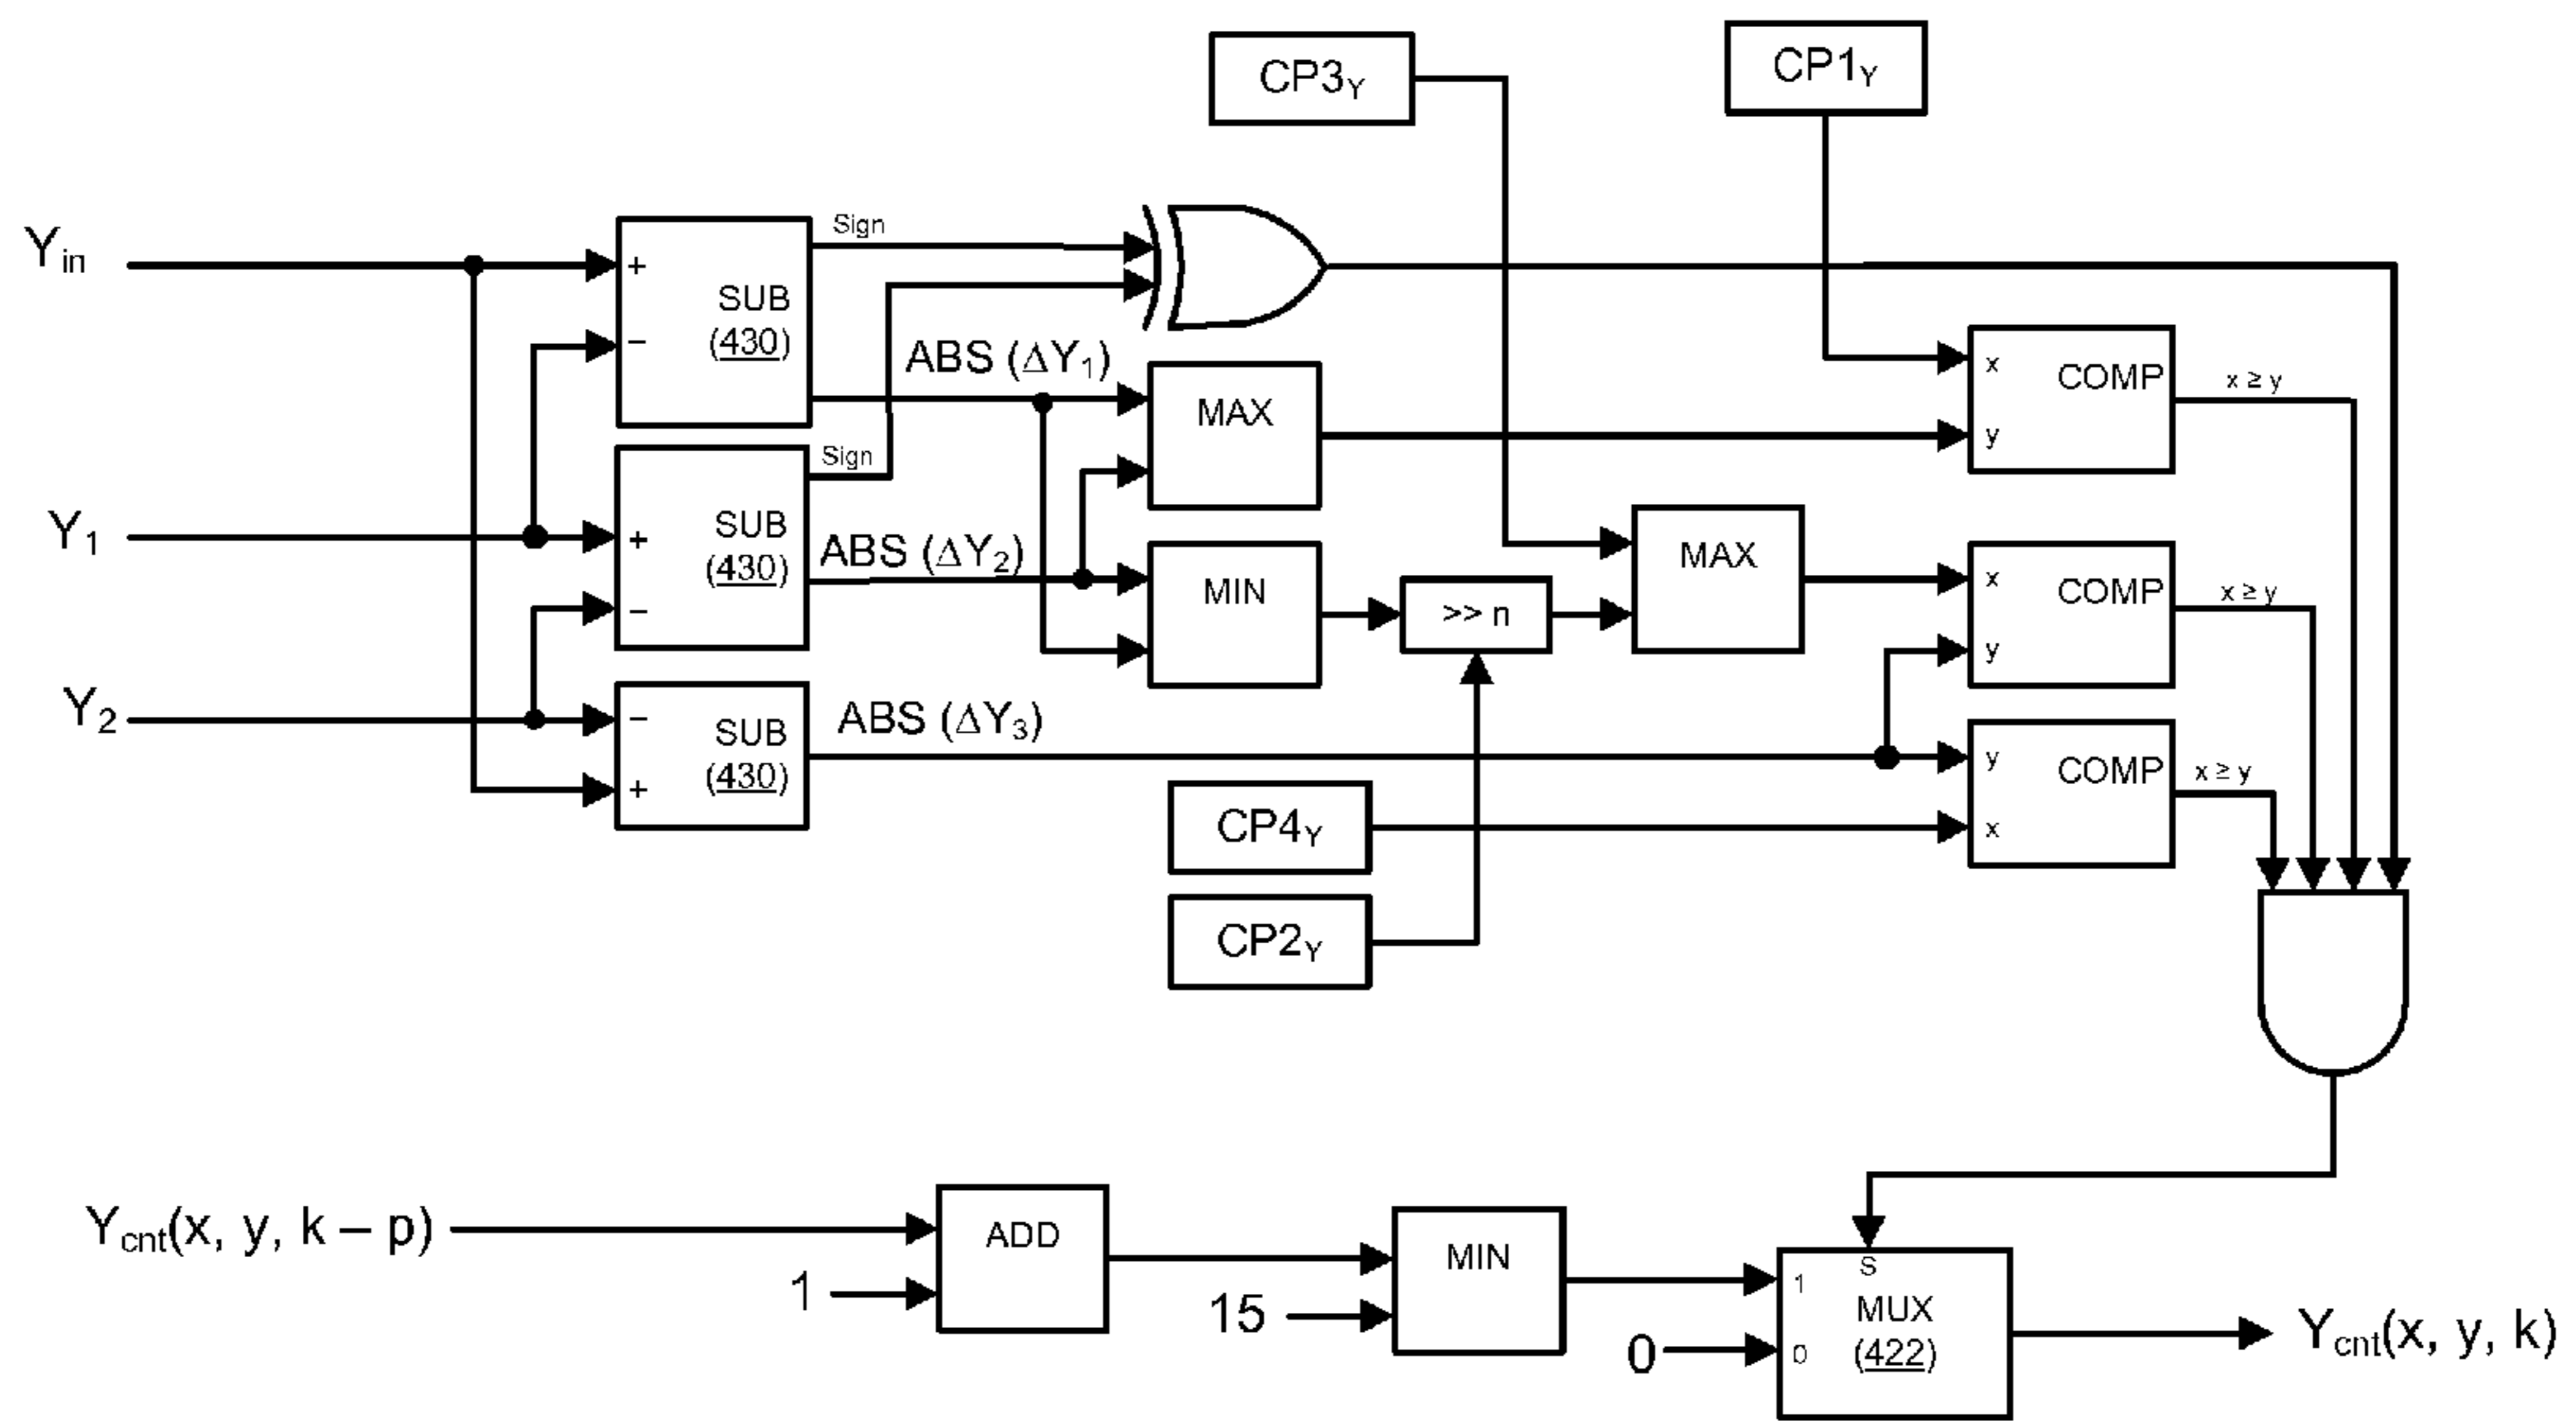 CP3Y
CP1Y
Yin
Sign
+
SUB
(430)
−
ABS (ΔY1)
MAX
x
COMP
x ≥ y
y
Sign
Y1
+
SUB
(430)
−
ABS (ΔY2)
MIN
>> n
MAX
x
COMP
x ≥ y
y
Y2
−
SUB
(430)
+
ABS (ΔY3)
y
COMP
x ≥ y
x
CP4Y
CP2Y
Ycnt(x, y, k – p)
1
ADD
15
MIN
0
S
1
MUX
0
(422)
Ycnt(x, y, k)